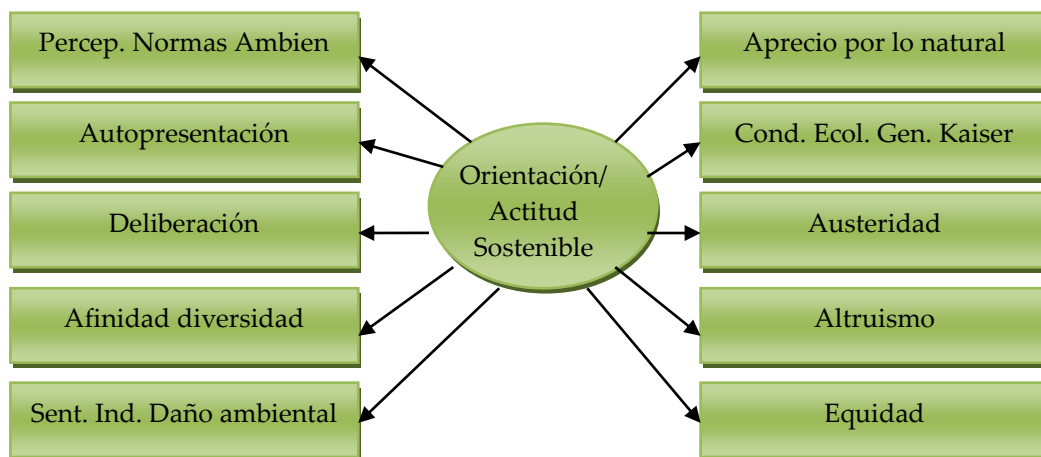 Percep. Normas Ambien
Autopresentación
Deliberación
Afinidad diversidad
Sent. Ind. Daño ambiental
Orientación/
Actitud
Sostenible
Aprecio por lo natural
Cond. Ecol. Gen. Kaiser
Austeridad
Altruismo
Equidad